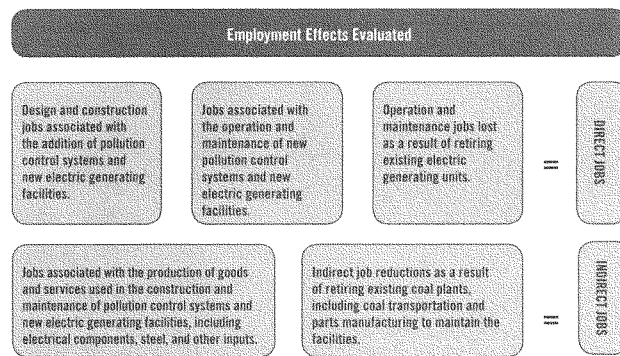 Employment Effects Evaluated
Design and construction
jobs associated with
the addition of pollution
control systems and
new electric generating
facilities.
Jobs associated with
the operation and
maintenance of new
pollution control
systems and new
electric generating
facilities.
Operation and
maintenance jobs lost
as a result of retiring
existing electric
generating units.
=
DIRECT JOBS
Jobs associated with the production of goods
and services used in the construction and
maintenance of pollution control systems and
new electric generating facilities, including
electrical components, steel, and other inputs.
Indirect job reductions as a result
of retiring existing coal plants,
including coal transportation and
parts manufacturing to maintain the
facilities.
=
INDIRECT JOBS